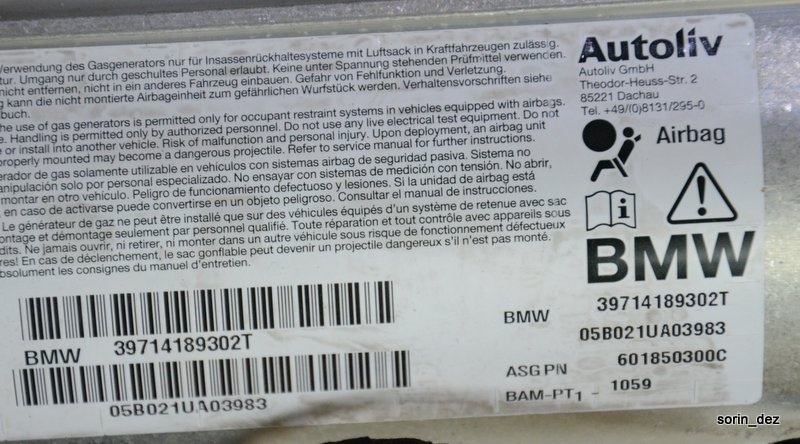 Verwendung des Gasgenerators nur für Insassenrückhaltesysteme mit Luftsack in Kraftfahrzeugen zulässig.
tur. Umgang nur durch geschultes Personal erlaubt. Keine unter Spannung stehenden Prüfmittel verwenden.
nicht entfernen, nicht in ein anderes Fahrzeug einbauen. Gefahr von Fehlfunktion und Verletzung.
g kann die nicht montierte Airbageinheit zum gefährlichen Wurfstück werden. Verhaltensvorschriften siehe
buch.
he use of gas generators is permitted only for occupant restraint systems in vehicles equipped with airbags.
e. Handling is permitted only by authorized personnel. Do not use any live electrical test equipment. Do not
e or install into another vehicle. Risk of malfunction and personal injury. Upon deployment, an airbag unit
properly mounted may become a dangerous projectile. Refer to service manual for further instructions.
erador de gas solamente utilizable en vehículos con sistemas airbag de seguridad pasiva. Sistema no
anipulación solo por personal especializado. No ensayar con sistemas de medición con tensión. No abrir,
montar en otro vehículo. Peligro de funcionamiento defectuoso y lesiones. Si la unidad de airbag está
, en caso de activarse puede convertirse en un objeto peligroso. Consultar el manual de instrucciones.
Le générateur de gaz ne peut être installé que sur des véhicules équipés d'un système de retenue avec sac
ontage et démontage seulement par personnel qualifié. Toute réparation et tout contrôle avec appareils sous
dits. Ne jamais ouvrir, ni retirer, ni monter dans un autre véhicule sous risque de fonctionnement défectueux
res! En cas de déclenchement, le sac gonflable peut devenir un projectile dangereux s'il n'est pas monté.
bsolument les consignes du manuel d'entretien.
Autoliv
Autoliv GmbH
Theodor-Heuss-Str. 2
85221 Dachau
Tel. +49/(0)8131/295-0
Airbag
BMW
BMW 39714189302T
05B021UA03983
ASG PN 601850300C
BAM-PT1 - 1059
BMW 39714189302T
05B021UA03983
sorin_dez